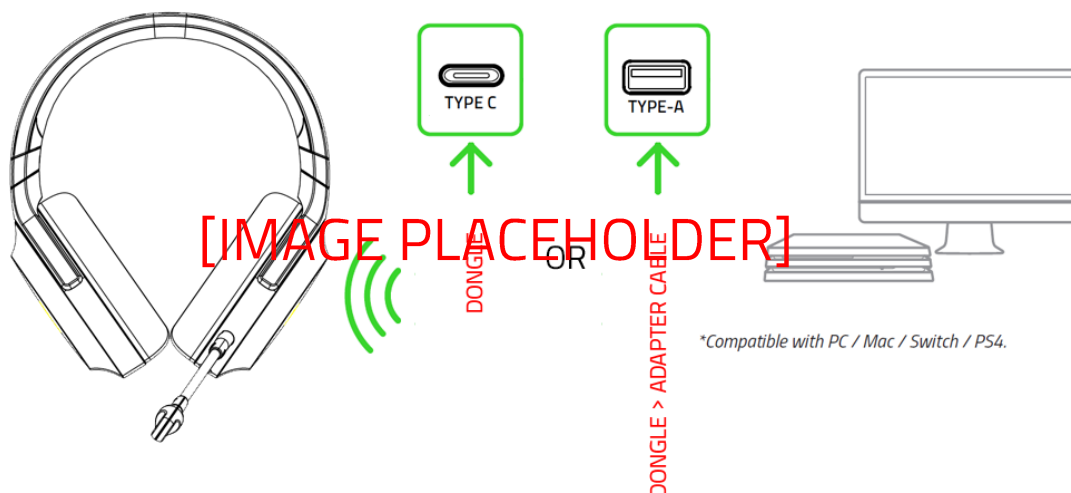 TYPE C
TYPE-A
[IMAGE PLACEHOLDER]
DONGLE
OR
DONGLE > ADAPTER CABLE
*Compatible with PC / Mac / Switch / PS4.